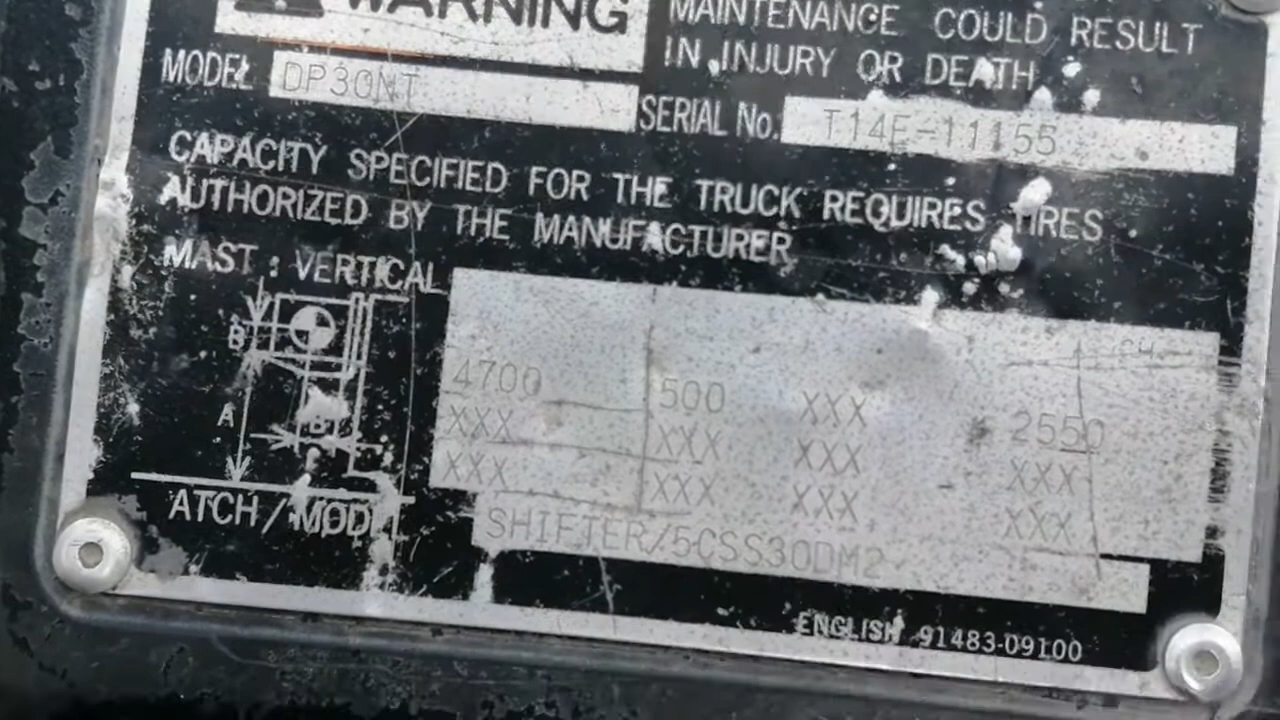 WARNING
MAINTENANCE COULD RESULT
IN INJURY OR DEATH
MODEL DP30NT
SERIAL No. T14E-11155
CAPACITY SPECIFIED FOR THE TRUCK REQUIRES TIRES
AUTHORIZED BY THE MANUFACTURER
MAST : VERTICAL
B
A
B
4700 500 XXX 2550
XXX XXX XXX XXX
XXX XXX XXX XXX
ATCH/MODEL SHIFTER/5CSS30DM2
ENGLISH 91483-09100